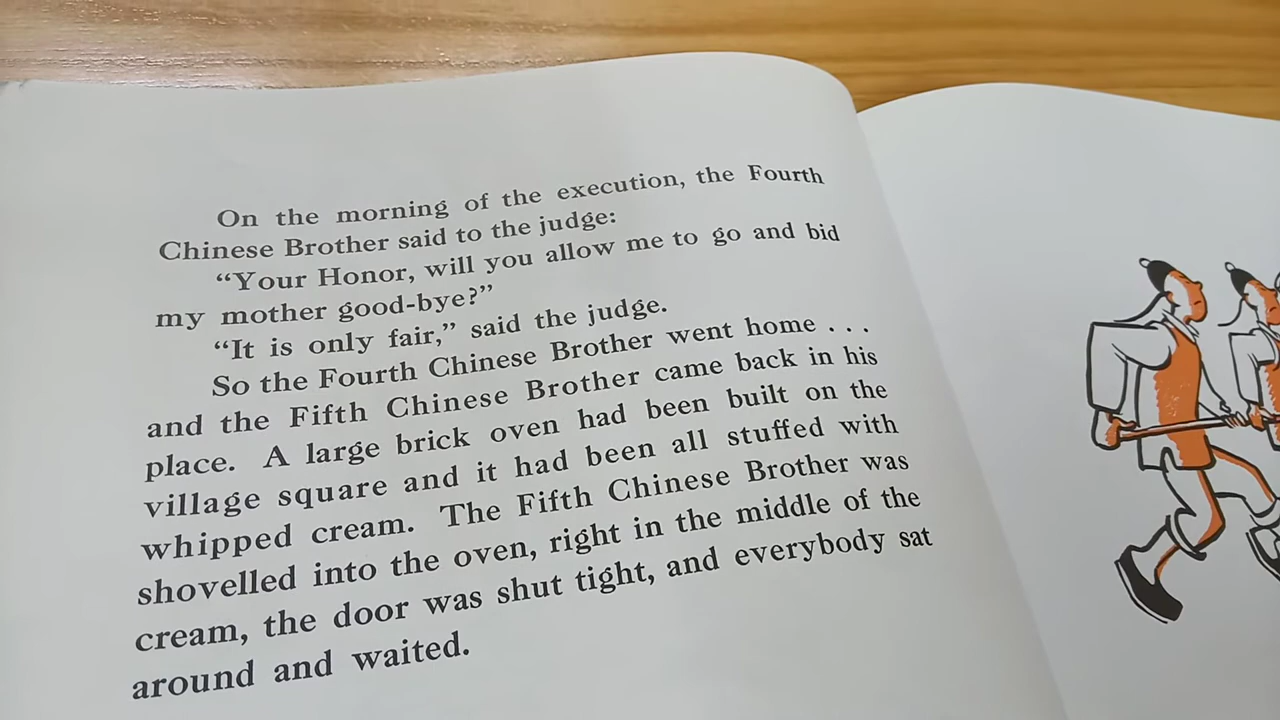 On the morning of the execution, the Fourth
Chinese Brother said to the judge:
“Your Honor, will you allow me to go and bid
my mother good-bye?”
“It is only fair,” said the judge.
So the Fourth Chinese Brother went home . . .
and the Fifth Chinese Brother came back in his
place. A large brick oven had been built on the
village square and it had been all stuffed with
whipped cream. The Fifth Chinese Brother was
shovelled into the oven, right in the middle of the
cream, the door was shut tight, and everybody sat
around and waited.